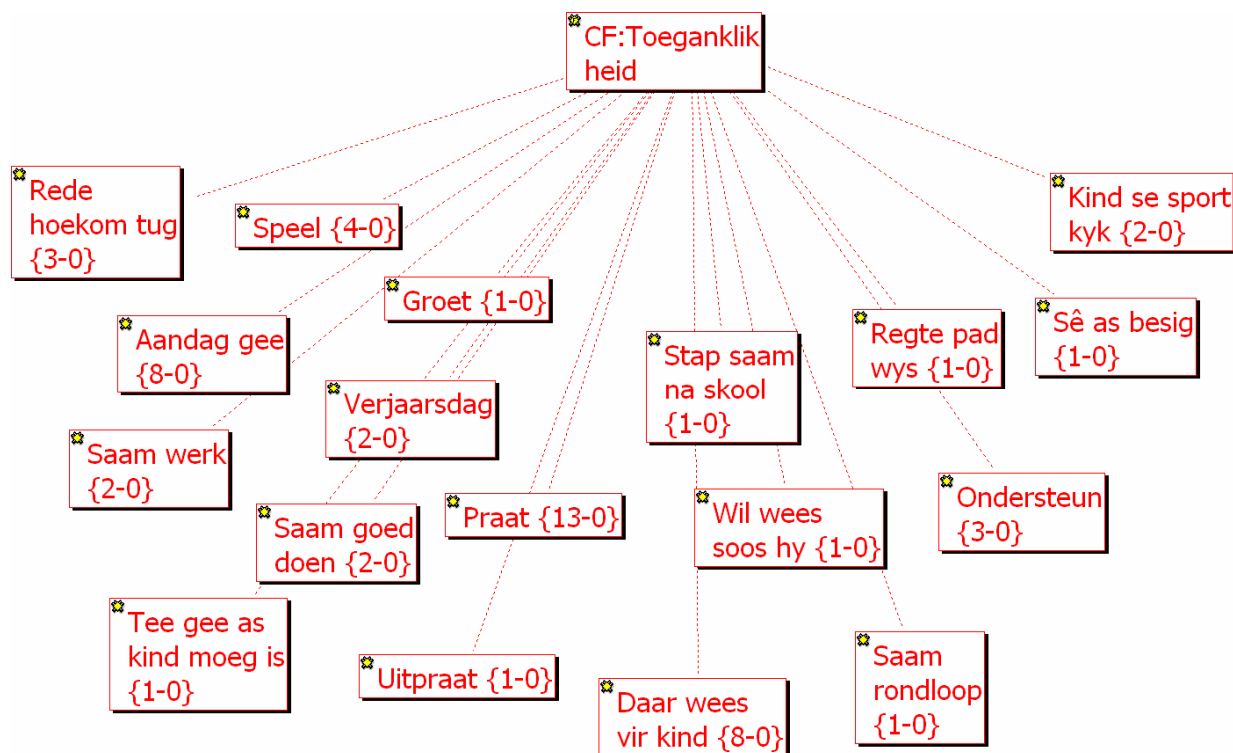 CF:Toeganklik
heid
Rede
hoekom tug
{3-0}
Speel {4-0}
Kind se sport
kyk {2-0}
Groet {1-0}
Aandag gee
{8-0}
Stap saam
na skool
{1-0}
Regte pad
wys {1-0}
Sê as besig
{1-0}
Verjaarsdag
{2-0}
Saam werk
{2-0}
Saam goed
doen {2-0}
Praat {13-0}
Wil wees
soos hy {1-0}
Ondersteun
{3-0}
Tee gee as
kind moeg is
{1-0}
Uitpraat {1-0}
Daar wees
vir kind {8-0}
Saam
rondloop
{1-0}